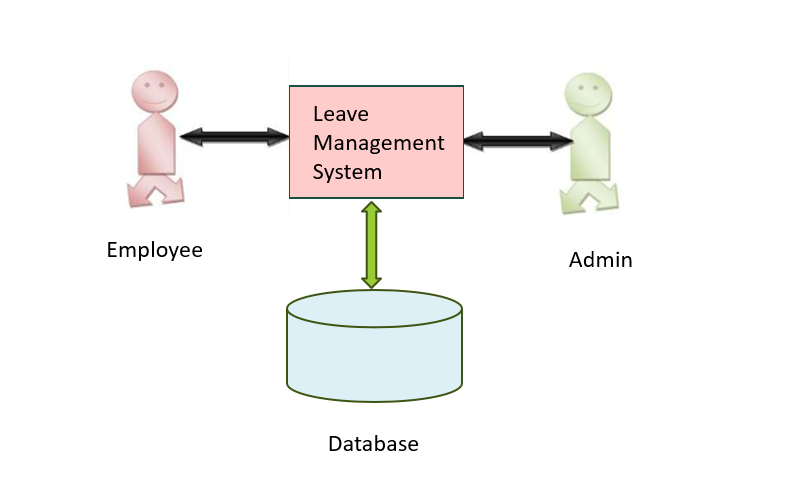 Leave
Management
System
Employee
Admin
Database